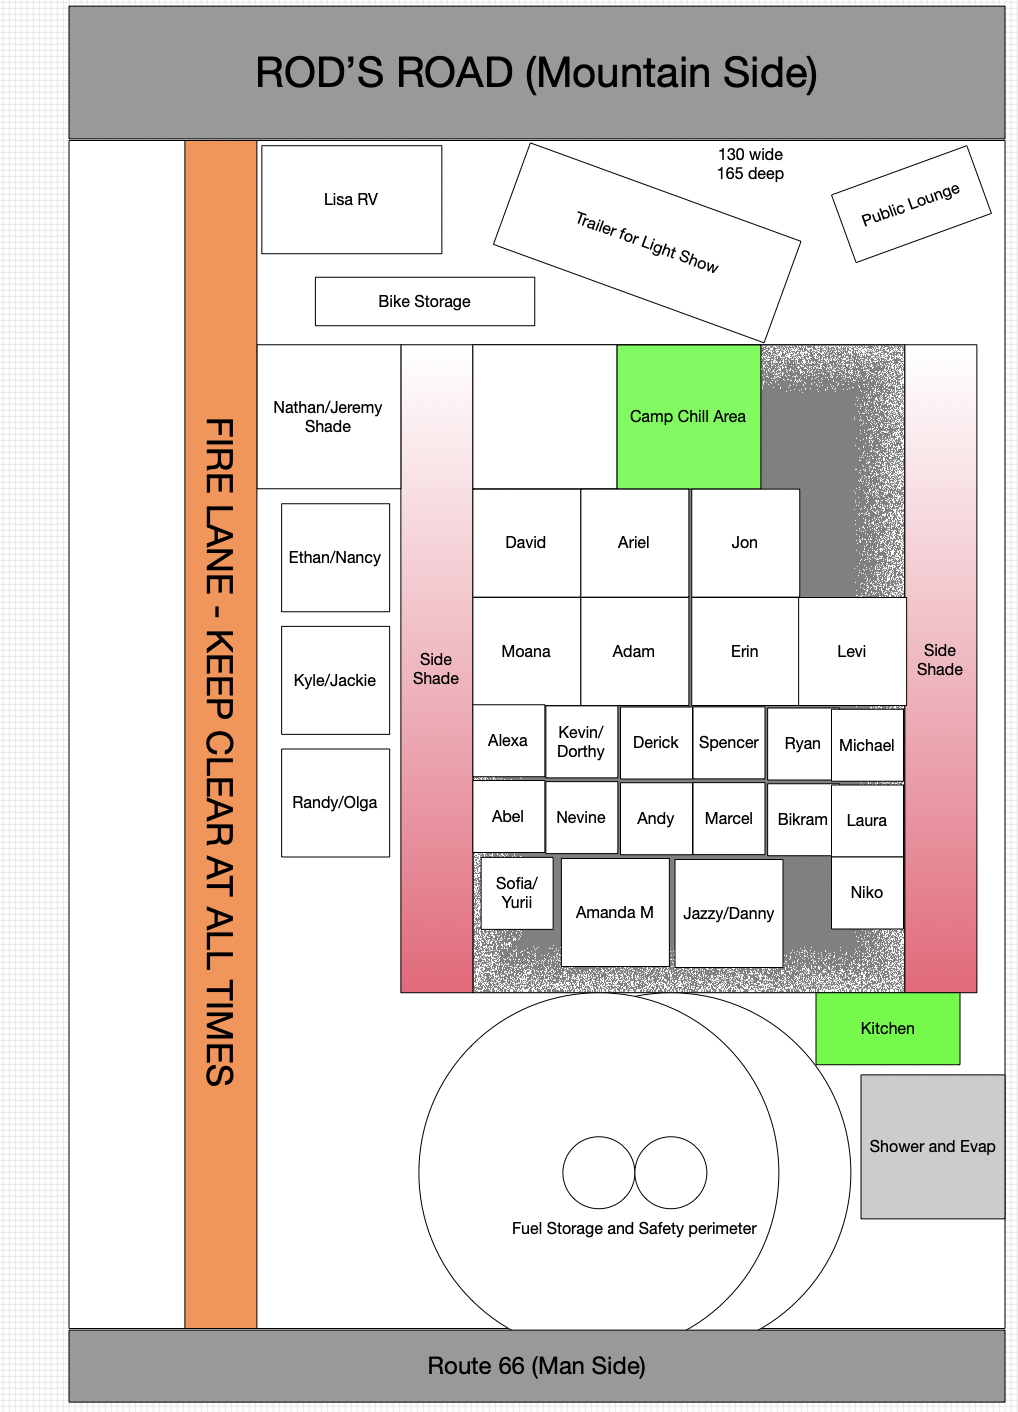 ROD’S ROAD (Mountain Side)
130 wide
165 deep
Lisa RV
Trailer for Light Show
Public Lounge
Bike Storage
FIRE LANE - KEEP CLEAR AT ALL TIMES
Nathan/Jeremy
Shade
Camp Chill Area
Ethan/Nancy
David
Ariel
Jon
Kyle/Jackie
Side
Shade
Moana
Adam
Erin
Levi
Side
Shade
Alexa
Kevin/
Dorthy
Derick
Spencer
Ryan
Michael
Randy/Olga
Abel
Nevine
Andy
Marcel
Bikram
Laura
Sofia/
Yurii
Amanda M
Jazzy/Danny
Niko
Kitchen
Shower and Evap
Fuel Storage and Safety perimeter
Route 66 (Man Side)